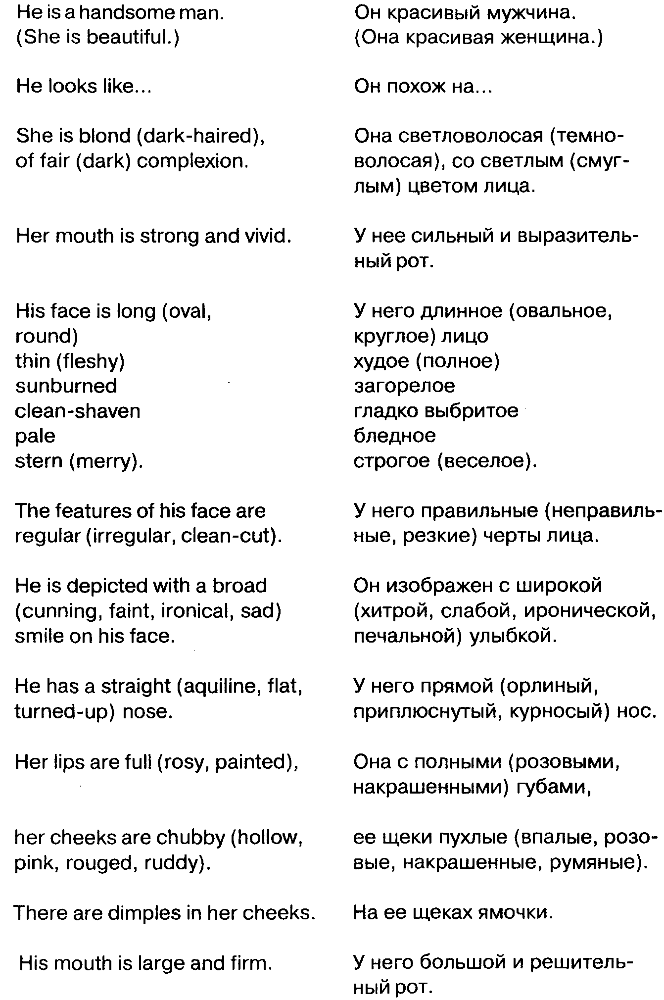 He is a handsome man.
(She is beautiful.)
Он красивый мужчина.
(Она красивая женщина.)
He looks like...
Он похож на...
She is blond (dark-haired),
of fair (dark) complexion.
Она светловолосая (темно-
волосая), со светлым (смуг-
лым) цветом лица.
Her mouth is strong and vivid.
У нее сильный и выразитель-
ный рот.
His face is long (oval,
round)
thin (fleshy)
sunburned
clean-shaven
pale
stern (merry).
У него длинное (овальное,
круглое) лицо
худое (полное)
загорелое
гладко выбритое
бледное
строгое (веселое).
The features of his face are
regular (irregular, clean-cut).
У него правильные (неправиль-
ные, резкие) черты лица.
He is depicted with a broad
(cunning, faint, ironical, sad)
smile on his face.
Он изображен с широкой
(хитрой, слабой, иронической,
печальной) улыбкой.
He has a straight (aquiline, flat,
turned-up) nose.
У него прямой (орлиный,
приплюснутый, курносый) нос.
Her lips are full (rosy, painted),
Она с полными (розовыми,
накрашенными) губами,
her cheeks are chubby (hollow,
pink, rouged, ruddy).
ее щеки пухлые (впалые, розо-
вые, накрашенные, румяные).
There are dimples in her cheeks.
На ее щеках ямочки.
His mouth is large and firm.
У него большой и решитель-
ный рот.